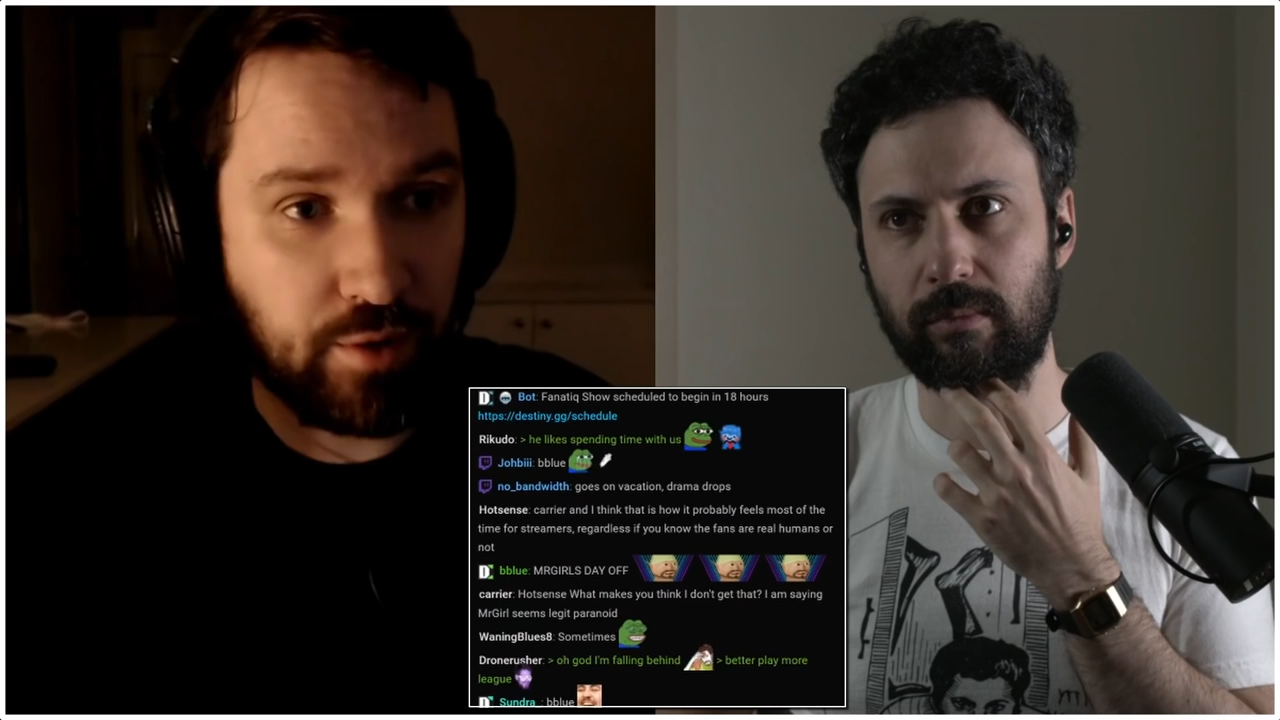 Bot: Fanatiq Show scheduled to begin in 18 hours
https://destiny.gg/schedule
Rikudo: > he likes spending time with us
Johbiii: bblue
no_bandwidth: goes on vacation, drama drops
Hotsense: carrier and I think that is how it probably feels most of the
time for streamers, regardless if you know the fans are real humans or
not
bblue: MRGIRLS DAY OFF
carrier: Hotsense What makes you think I don't get that? I am saying
MrGirl seems legit paranoid
WaningBlues8: Sometimes
Dronerusher: > oh god I'm falling behind > better play more
league
Sundra_: bblue